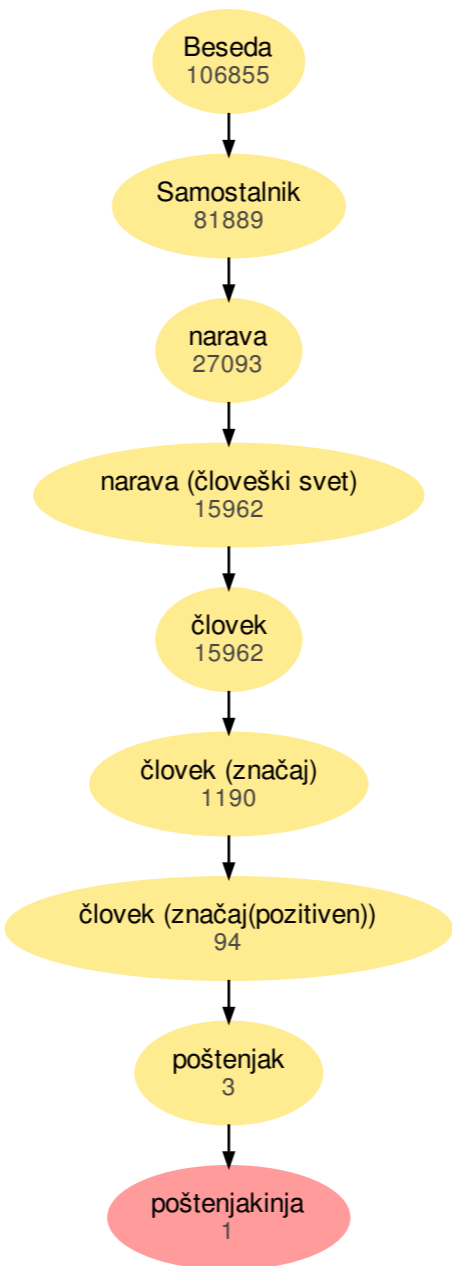 Beseda
106855
Samostalnik
81889
narava
27093
narava (človeški svet)
15962
človek
15962
človek (značaj)
1190
človek (značaj(pozitiven))
94
poštenjak
3
poštenjakinja
1